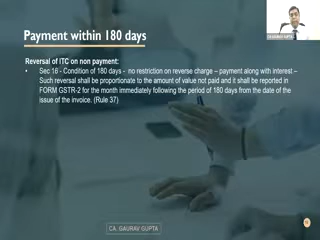 Payment within 180 days
CA GAURAV GUPTA
Reversal of ITC on non payment:
• Sec 16 - Condition of 180 days - no restriction on reverse charge – payment along with interest –
Such reversal shall be proportionate to the amount of value not paid and it shall be reported in
FORM GSTR-2 for the month immediately following the period of 180 days from the date of
the issue of the invoice. (Rule 37)
CA. GAURAV GUPTA